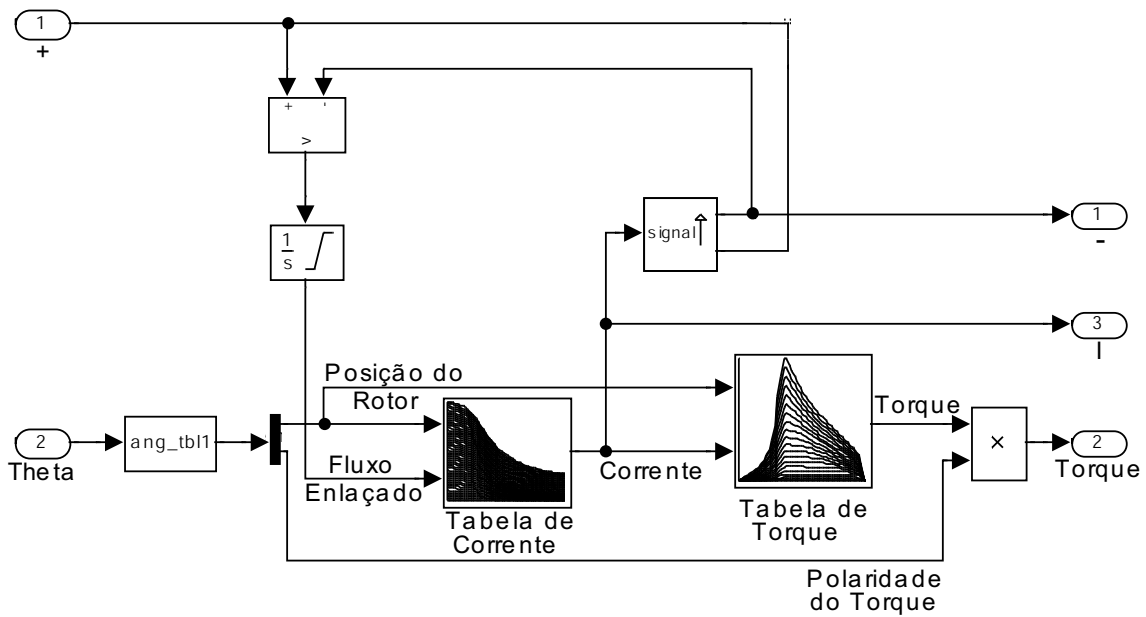 1
+
+ -
v
signal
1
-
1
s
3
I
Posição do
Rotor
Torque
2
Theta
ang_tbl1
Fluxo
Enlaçado
Corrente
×
2
Torque
Tabela de
Corrente
Tabela de
Torque
Polaridade
do Torque